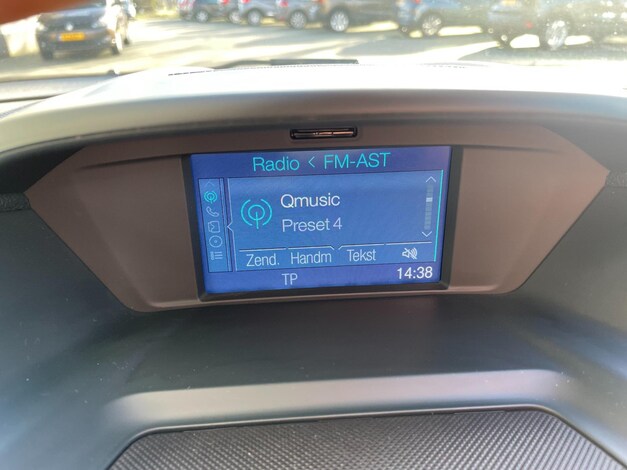 Radio < FM-AST
Qmusic
Preset 4
Zend. Handm Tekst
TP 14:38